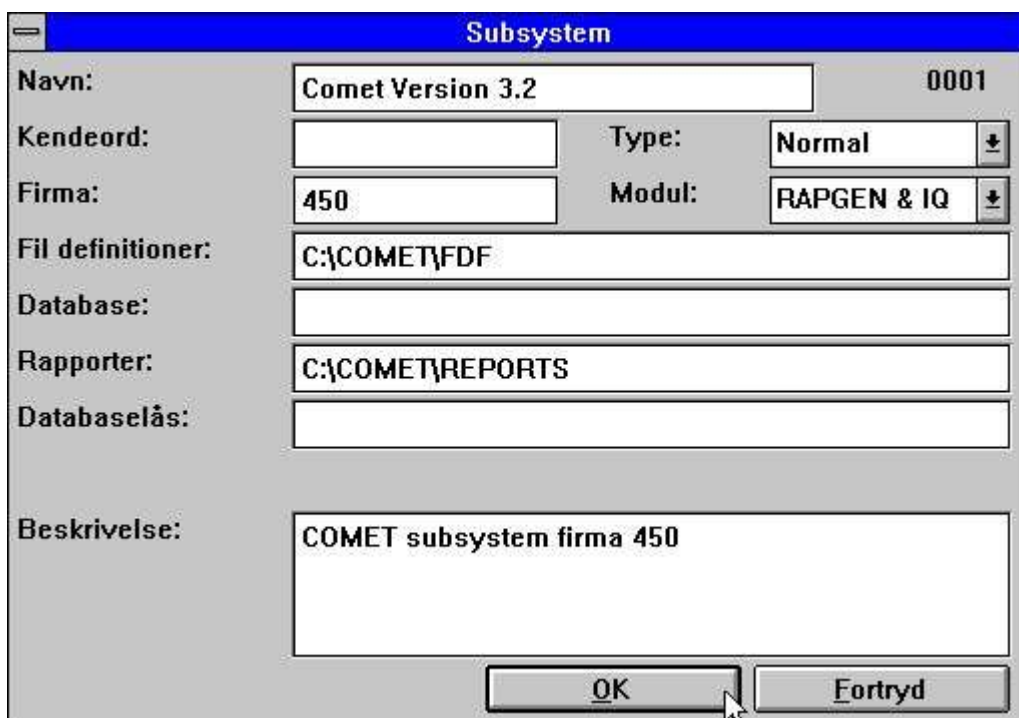 Subsystem
Navn: Comet Version 3.2 0001
Kendeord: Type: Normal
Firma: 450 Modul: RAPGEN & IQ
Fil definitioner: C:\COMET\FDF
Database:
Rapporter: C:\COMET\REPORTS
Databaselås:
Beskrivelse: COMET subsystem firma 450
OK Fortryd